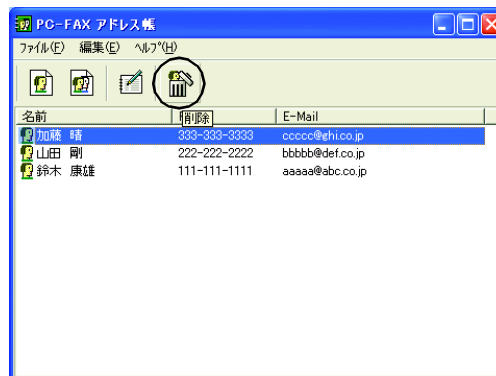 PC-FAX アドレス帳
ファイル(F) 編集(E) ヘルプ(H)
名前 削除 E-Mail
加藤 晴 333-333-3333 ccccc@ghi.co.jp
山田 剛 222-222-2222 bbbbb@def.co.jp
鈴木 康雄 111-111-1111 aaaaa@abc.co.jp